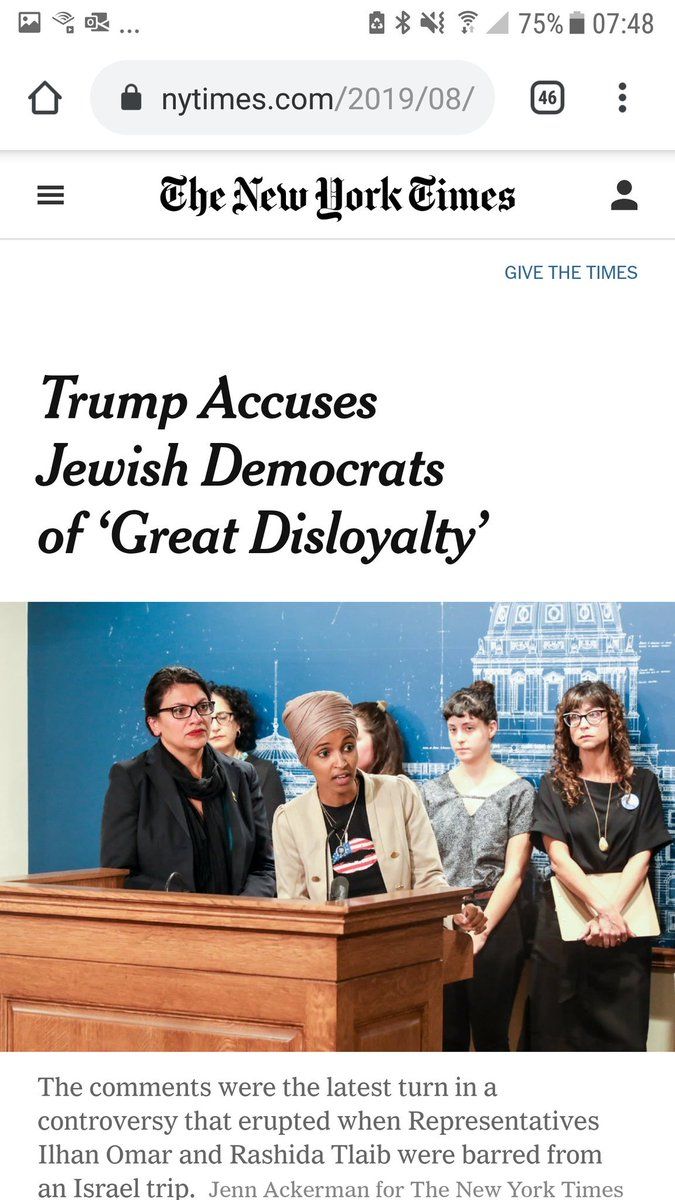 75% 07:48
nytimes.com/2019/08/
46
The New York Times
GIVE THE TIMES
Trump Accuses
Jewish Democrats
of ‘Great Disloyalty’
The comments were the latest turn in a
controversy that erupted when Representatives
Ilhan Omar and Rashida Tlaib were barred from
an Israel trip. Jenn Ackerman for The New York Times